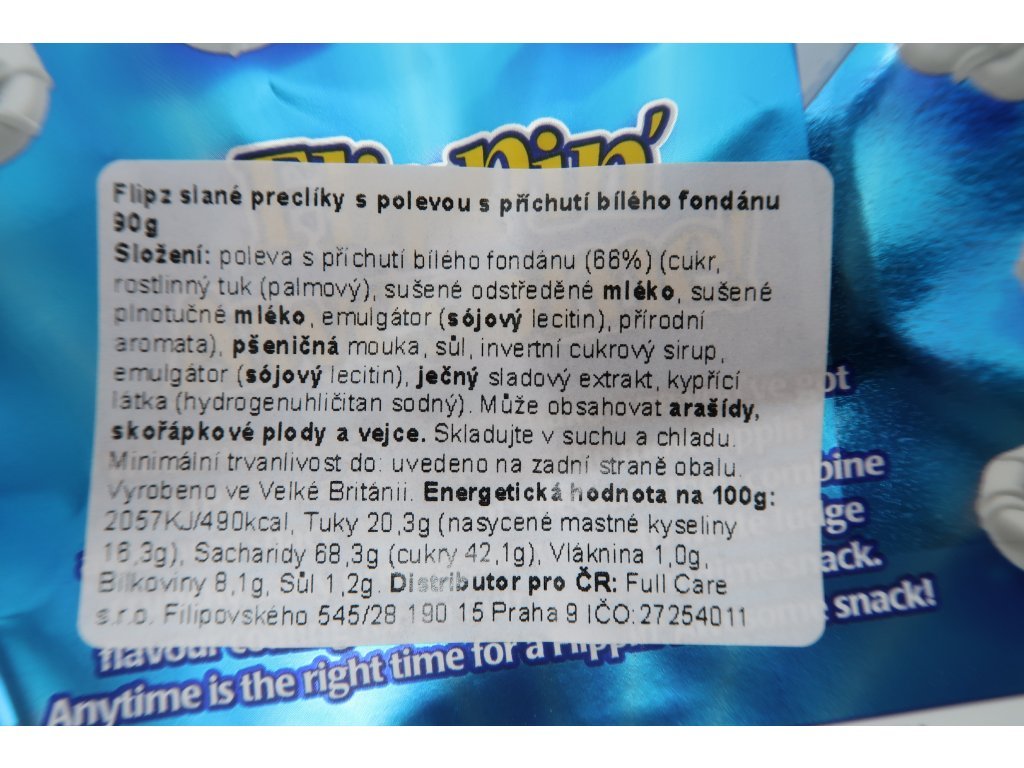 Flippin'
Flipz slané preclíky s polevou s příchutí bílého fondánu
90g
Složení: poleva s příchutí bílého fondánu (66%) (cukr,
rostlinný tuk (palmový), sušené odstředěné mléko, sušené
plnotučné mléko, emulgátor (sójový lecitin), přírodní
aromata), pšeničná mouka, sůl, invertní cukrový sirup,
emulgátor (sójový lecitin), ječný sladový extrakt, kypřící
látka (hydrogenuhličitan sodný). Může obsahovat arašídy,
skořápkové plody a vejce. Skladujte v suchu a chladu.
Minimální trvanlivost do: uvedeno na zadní straně obalu.
Vyrobeno ve Velké Británii. Energetická hodnota na 100g:
2057KJ/490kcal, Tuky 20,3g (nasycené mastné kyseliny
16,3g), Sacharidy 68,3g (cukry 42,1g), Vláknina 1,0g,
Bílkoviny 8,1g, Sůl 1,2g. Distributor pro ČR: Full Care
s.r.o. Filipovského 545/28 190 15 Praha 9 IČO:27254011
got
combine
fudge
snack.
snack!
flavour
Anytime is the right time for a Flippin'